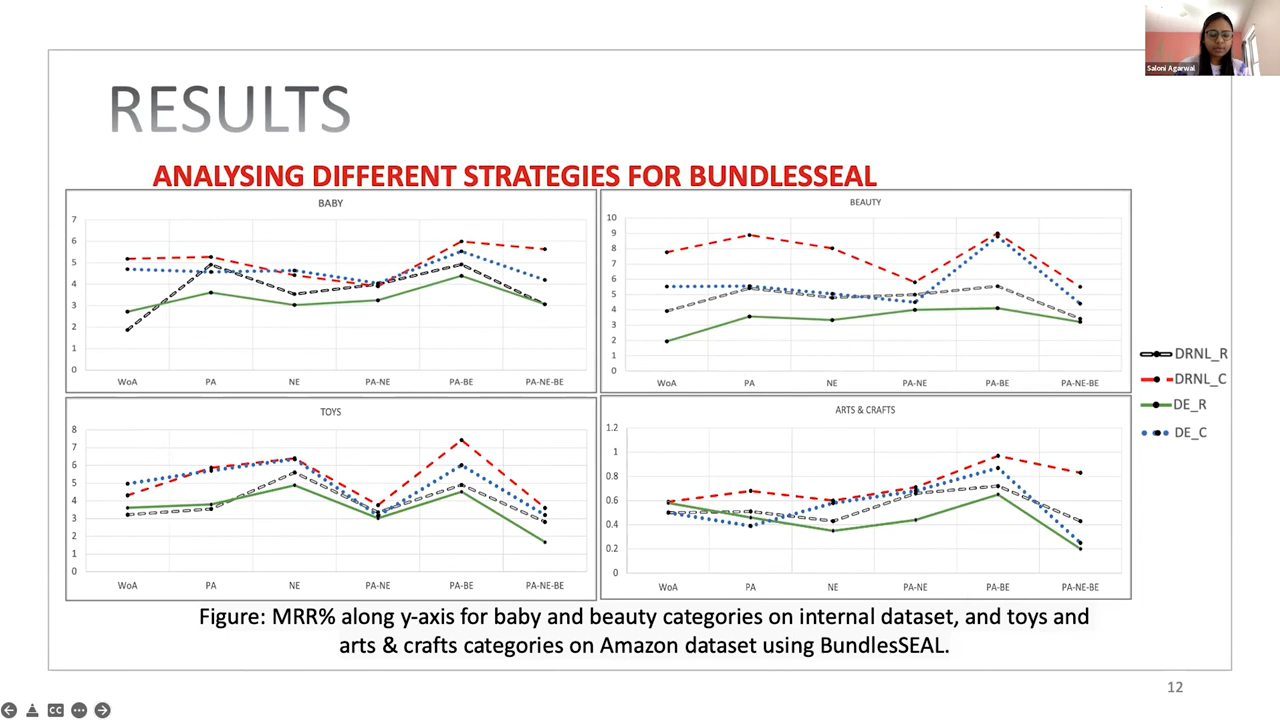 Saloni Agarwal
RESULTS
ANALYSING DIFFERENT STRATEGIES FOR BUNDLESSEAL
BABY
7
6
5
4
3
2
1
0
WoA PA NE PA-NE PA-BE PA-NE-BE
BEAUTY
10
9
8
7
6
5
4
3
2
1
0
WoA PA NE PA-NE PA-BE PA-NE-BE
TOYS
8
7
6
5
4
3
2
1
0
WoA PA NE PA-NE PA-BE PA-NE-BE
ARTS & CRAFTS
1.2
1
0.8
0.6
0.4
0.2
0
WoA PA NE PA-NE PA-BE PA-NE-BE
DRNL_R
DRNL_C
DE_R
DE_C
Figure: MRR% along y-axis for baby and beauty categories on internal dataset, and toys and
arts & crafts categories on Amazon dataset using BundlesSEAL.
12
CC